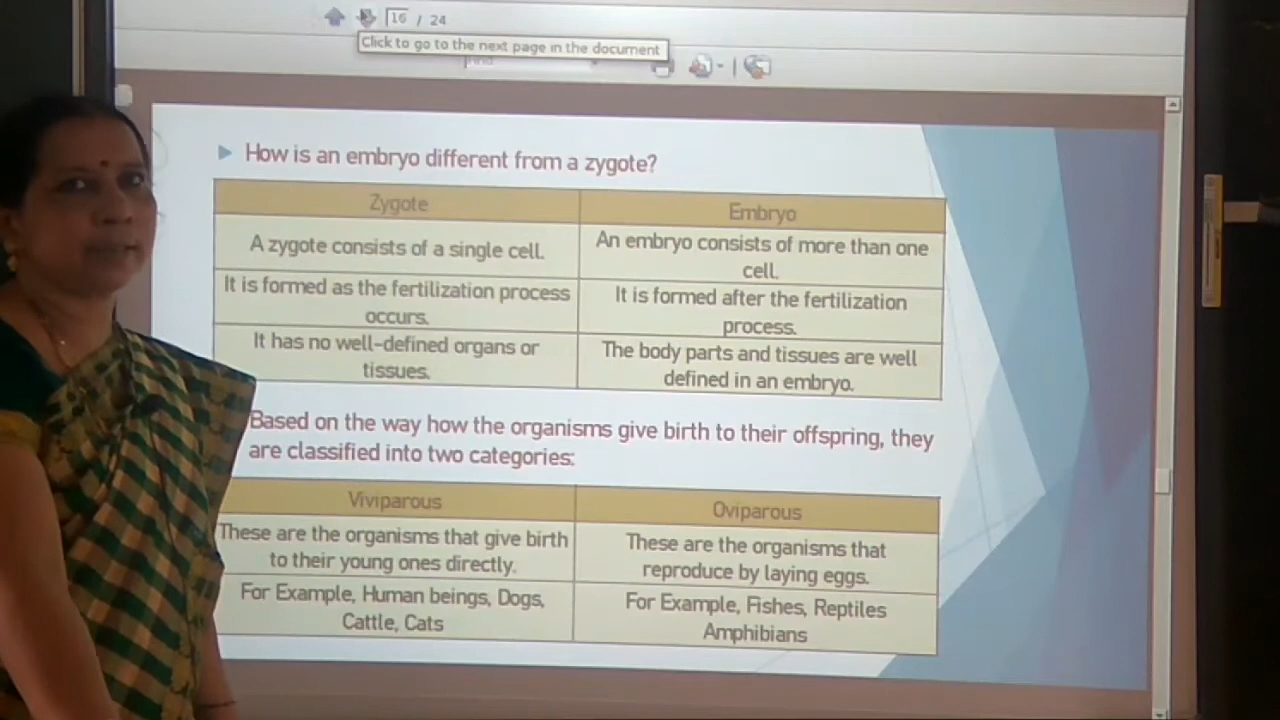 16 / 24
Click to go to the next page in the document
How is an embryo different from a zygote?
Zygote
Embryo
A zygote consists of a single cell.
An embryo consists of more than one
cell.
It is formed as the fertilization process
occurs.
It is formed after the fertilization
process.
It has no well-defined organs or
tissues.
The body parts and tissues are well
defined in an embryo.
Based on the way how the organisms give birth to their offspring, they
are classified into two categories:
Viviparous
Oviparous
These are the organisms that give birth
to their young ones directly.
These are the organisms that
reproduce by laying eggs.
For Example, Human beings, Dogs,
Cattle, Cats
For Example, Fishes, Reptiles
Amphibians